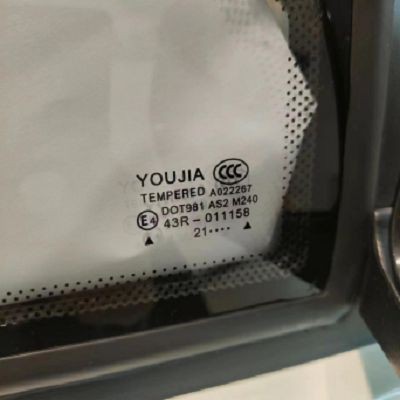 YOUJIA CCC
TEMPERED A022267
DOT981 AS2 M240
E4 43R - 011158
▲ 21•••• ▲